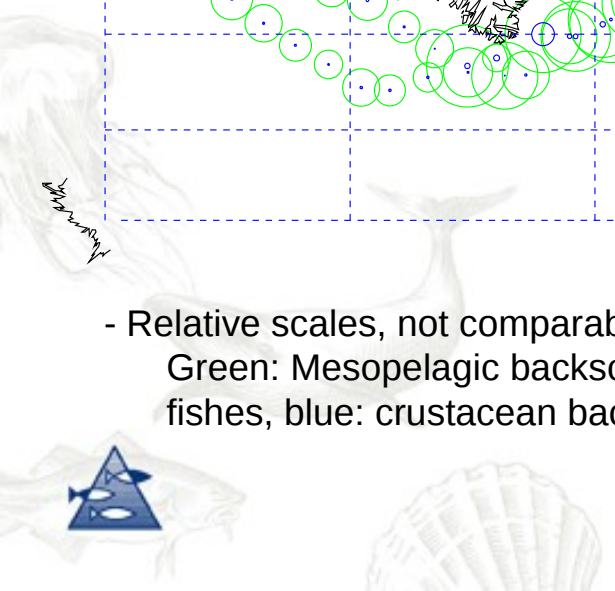 - Relative scales, not comparab
Green: Mesopelagic backsc
fishes, blue: crustacean bac